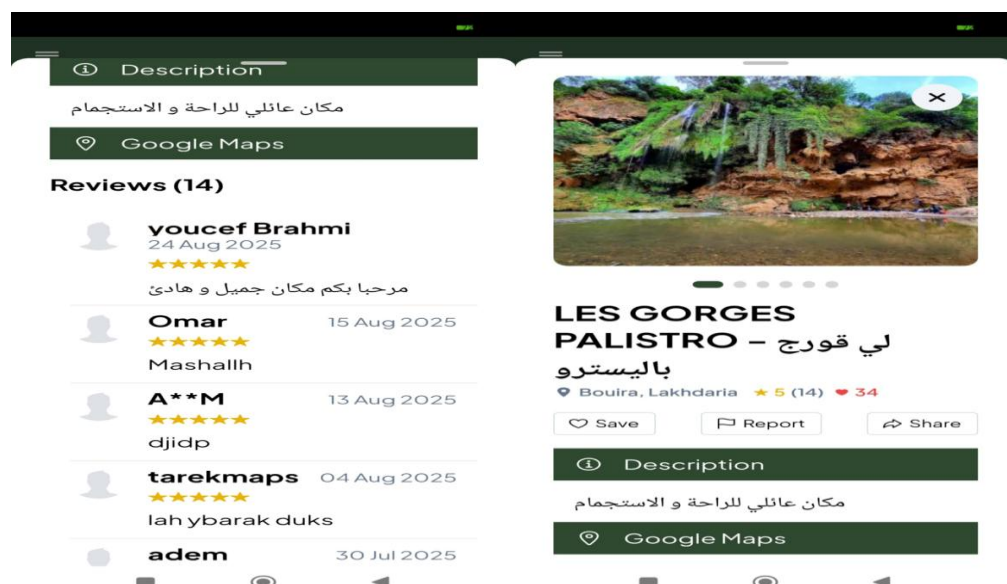 Description
مكان عائلي للراحة و الاستجمام
Google Maps
Reviews (14)
youcef Brahmi
24 Aug 2025
مرحبا بكم مكان جميل و هادئ
Omar 15 Aug 2025
Mashallh
A**M 13 Aug 2025
djidp
tarekmaps 04 Aug 2025
lah ybarak duks
adem 30 Jul 2025
LES GORGES
PALISTRO – لي قورج
باليسترو
Bouira, Lakhdaria 5 (14) 34
Save Report Share
Description
مكان عائلي للراحة و الاستجمام
Google Maps